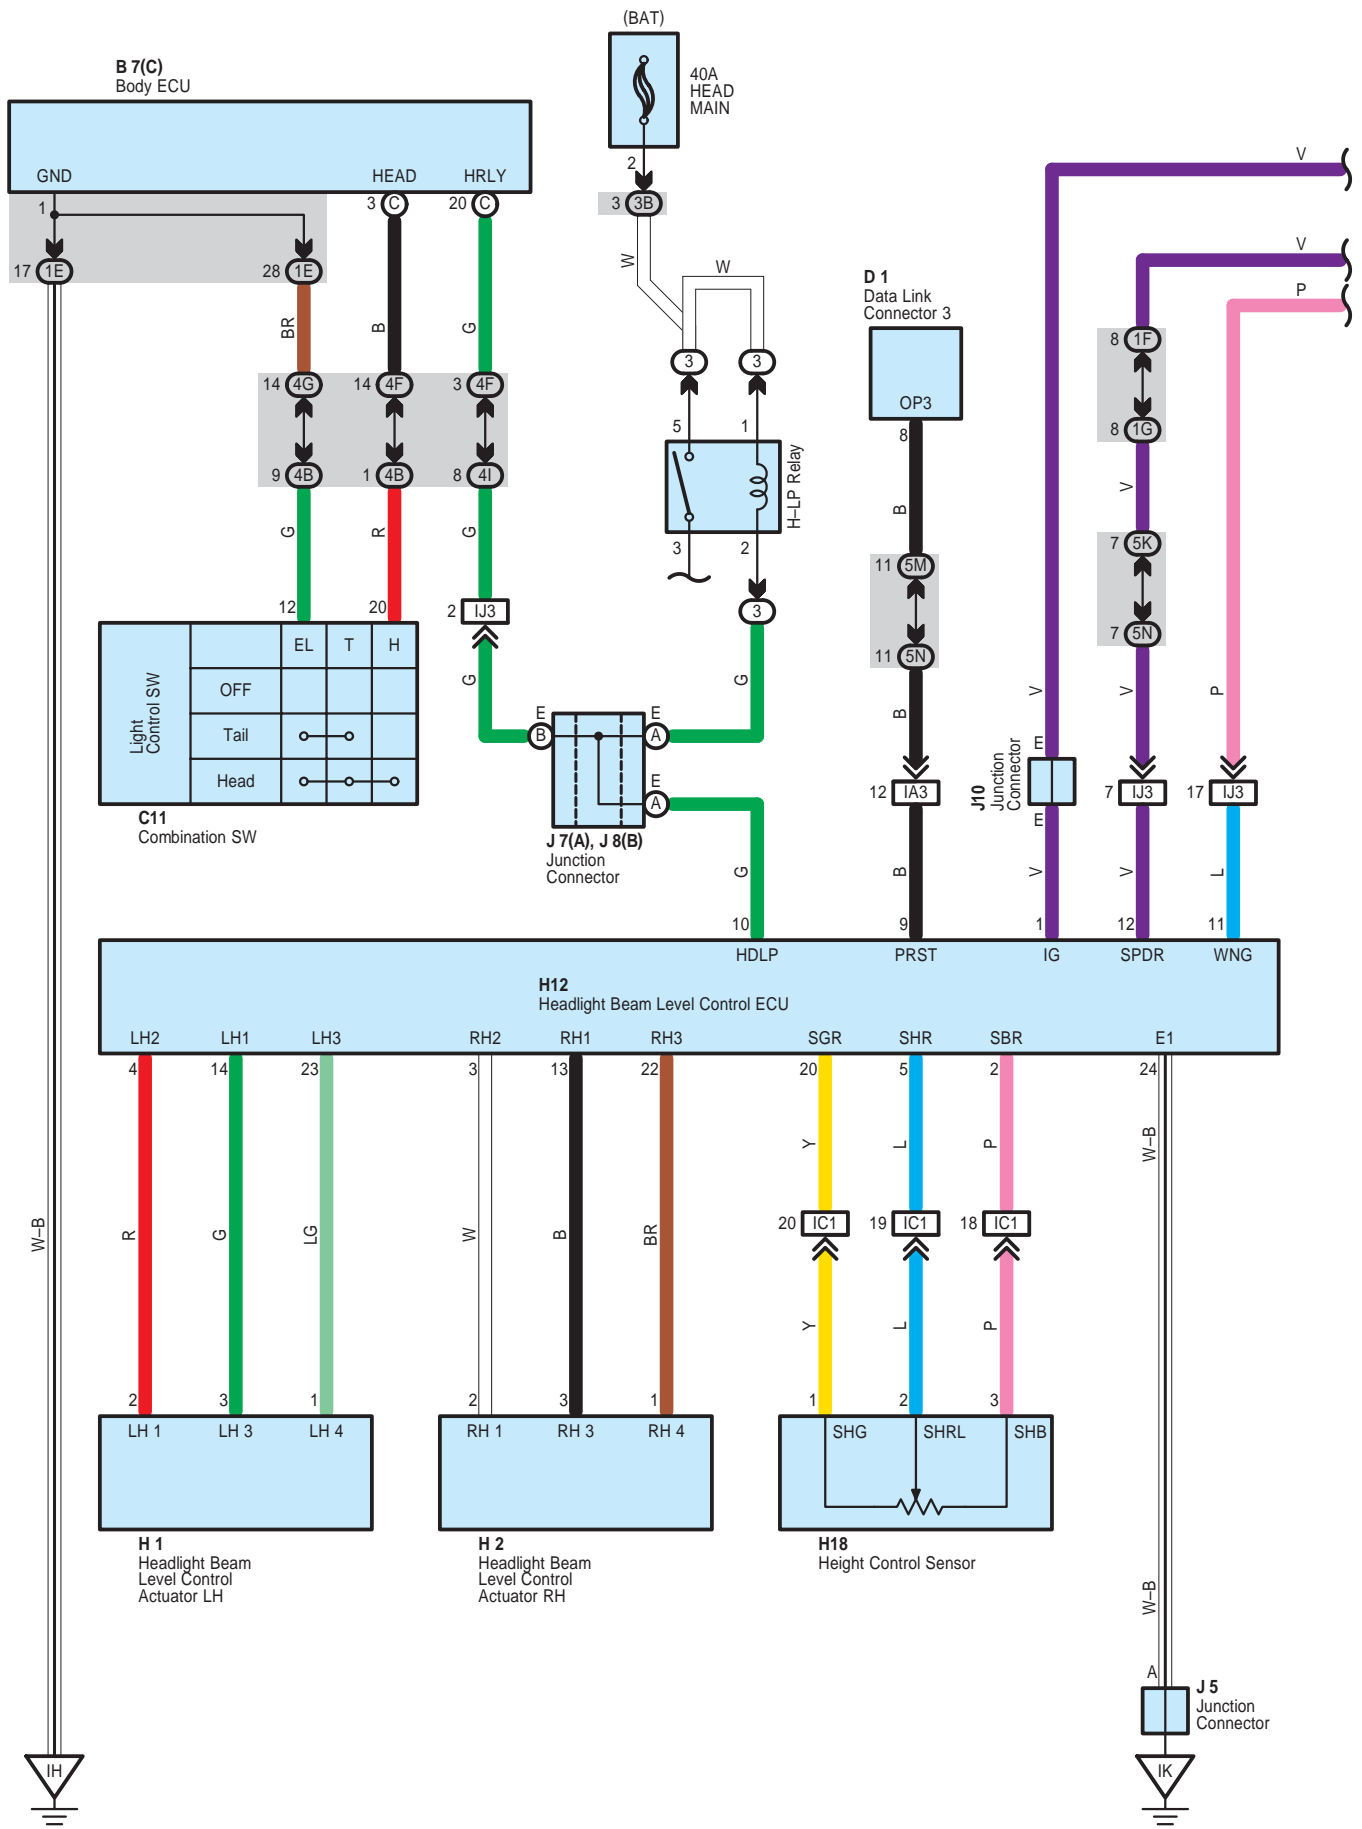 (BAT)
40A
HEAD
MAIN
2
3 3B
W
W
3 3
5 1
H–LP Relay
3 2
3
G
B 7(C)
Body ECU
GND HEAD HRLY
1
3 C 20 C
17 1E 28 1E
BR B G
14 4G 14 4F 3 4F
9 4B 1 4B 8 4I
G R G
12 20 2 IJ3
G
Light
Control SW
EL T H
OFF
Tail
Head
C11
Combination SW
E E
B A
E
A
J 7(A), J 8(B)
Junction
Connector
G
D 1
Data Link
Connector 3
OP3
8
B
11 5M
11 5N
B
12 IA3
B
V
V
P
8 1F
8 1G
V
7 5K
7 5N
V V P
E
J10
Junction
Connector
E
7 IJ3 17 IJ3
V V L
10 9 1 12 11
HDLP PRST IG SPDR WNG
H12
Headlight Beam Level Control ECU
LH2 LH1 LH3 RH2 RH1 RH3 SGR SHR SBR E1
4 14 23 3 13 22 20 5 2 24
Y L P W–B
20 IC1 19 IC1 18 IC1
W–B R G LG W B BR
Y L P
2 3 1 2 3 1 1 2 3
LH 1 LH 3 LH 4 RH 1 RH 3 RH 4 SHG SHRL SHB
H 1
Headlight Beam
Level Control
Actuator LH
H 2
Headlight Beam
Level Control
Actuator RH
H18
Height Control Sensor
W–B
A
J 5
Junction
Connector
IH IK